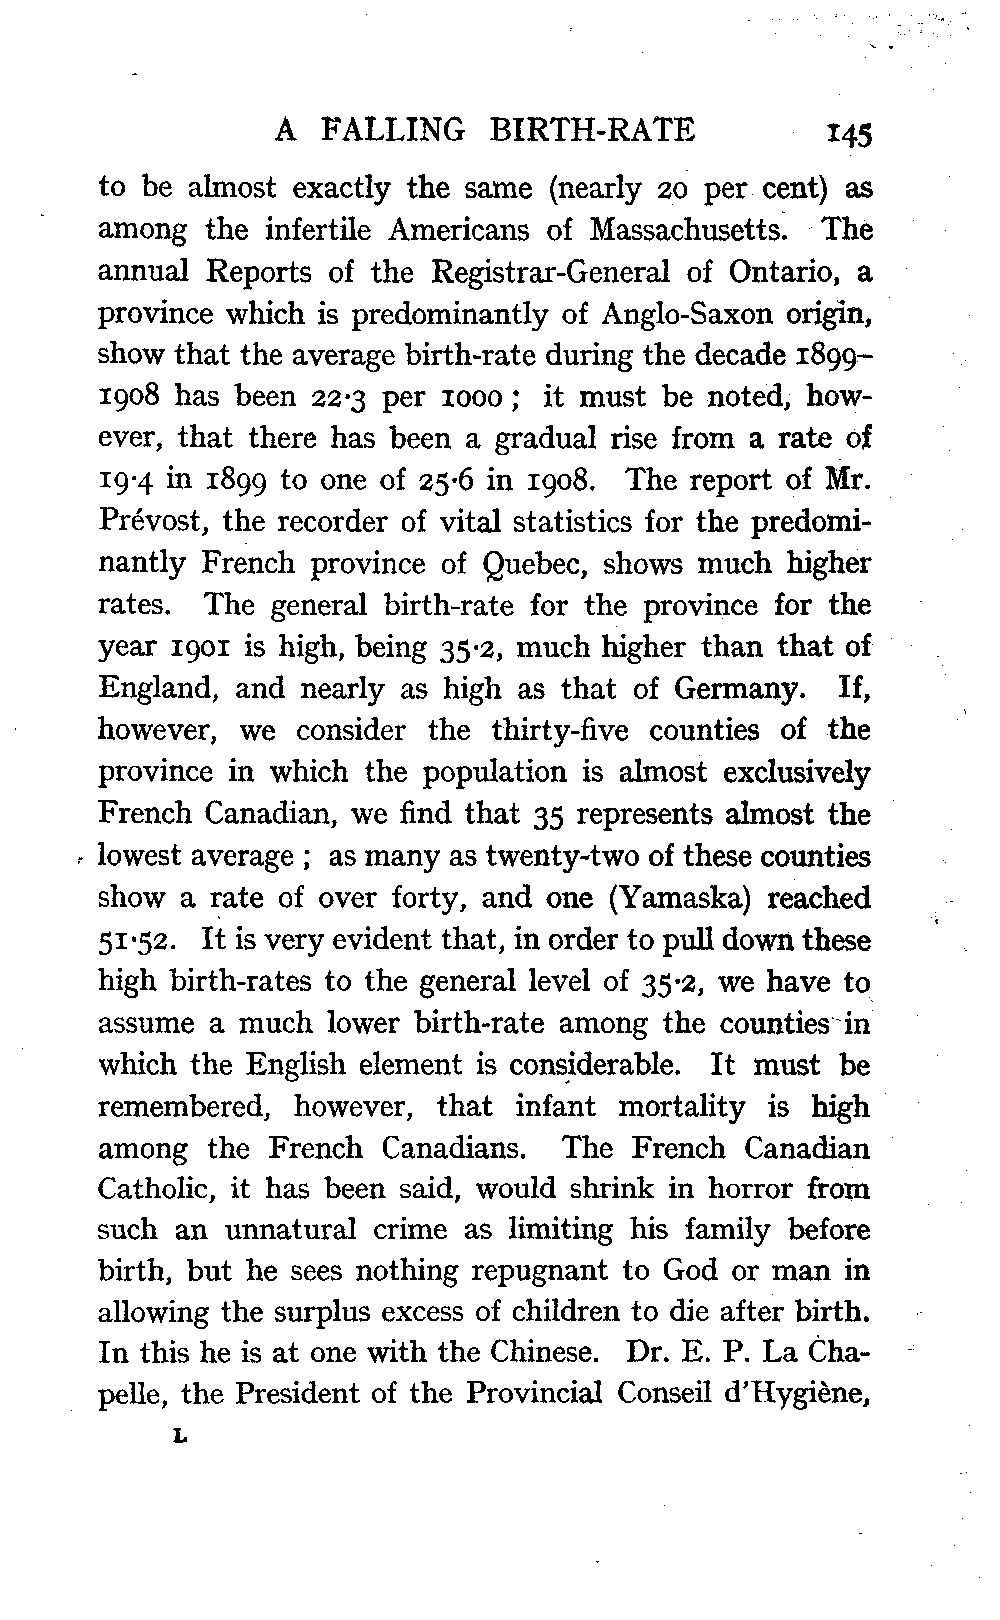 A FALLING BIRTH-RATE 145
to be almost exactly the same (nearly 20 per cent) as
among the infertile Americans of Massachusetts. The
annual Reports of the Registrar-General of Ontario, a
province which is predominantly of Anglo-Saxon origin,
show that the average birth-rate during the decade 1899–
1908 has been 22·3 per 1000 ; it must be noted, how-
ever, that there has been a gradual rise from a rate of
19·4 in 1899 to one of 25·6 in 1908. The report of Mr.
Prévost, the recorder of vital statistics for the predomi-
nantly French province of Quebec, shows much higher
rates. The general birth-rate for the province for the
year 1901 is high, being 35·2, much higher than that of
England, and nearly as high as that of Germany. If,
however, we consider the thirty-five counties of the
province in which the population is almost exclusively
French Canadian, we find that 35 represents almost the
lowest average ; as many as twenty-two of these counties
show a rate of over forty, and one (Yamaska) reached
51·52. It is very evident that, in order to pull down these
high birth-rates to the general level of 35·2, we have to
assume a much lower birth-rate among the counties in
which the English element is considerable. It must be
remembered, however, that infant mortality is high
among the French Canadians. The French Canadian
Catholic, it has been said, would shrink in horror from
such an unnatural crime as limiting his family before
birth, but he sees nothing repugnant to God or man in
allowing the surplus excess of children to die after birth.
In this he is at one with the Chinese. Dr. E. P. La Cha-
pelle, the President of the Provincial Conseil d'Hygiène,
L